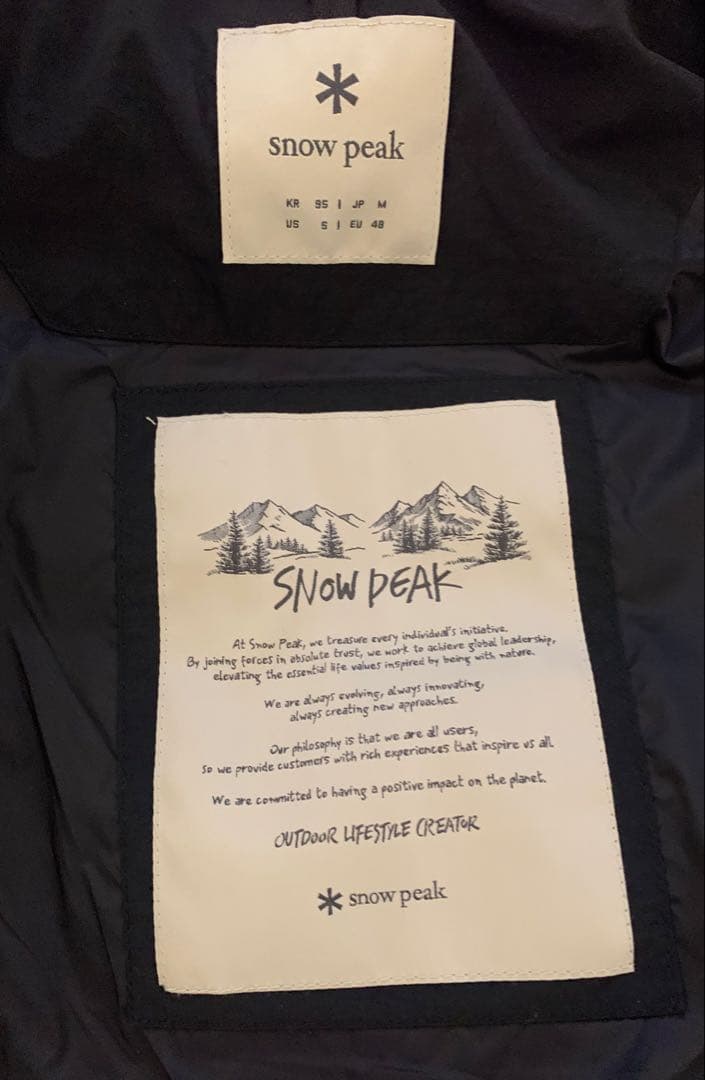 snow peak
KR 95 | JP M
US S | EU 48
SNOW PEAK
At Snow Peak, we treasure every individual's initiative.
By joining forces in absolute trust, we work to achieve global leadership,
elevating the essential life values inspired by being with nature.
We are always evolving, always innovating,
always creating new approaches.
Our philosophy is that we are all users,
so we provide customers with rich experiences that inspire us all.
We are committed to having a positive impact on the planet.
OUTDOOR LIFESTYLE CREATOR
snow peak